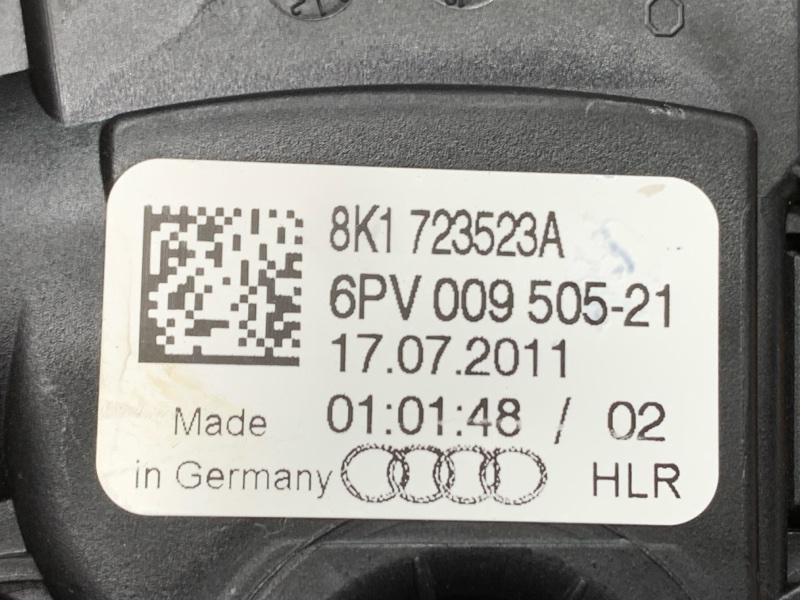 8K1 723523A
6PV 009 505-21
17.07.2011
01:01:48 / 02
Made
in Germany
HLR